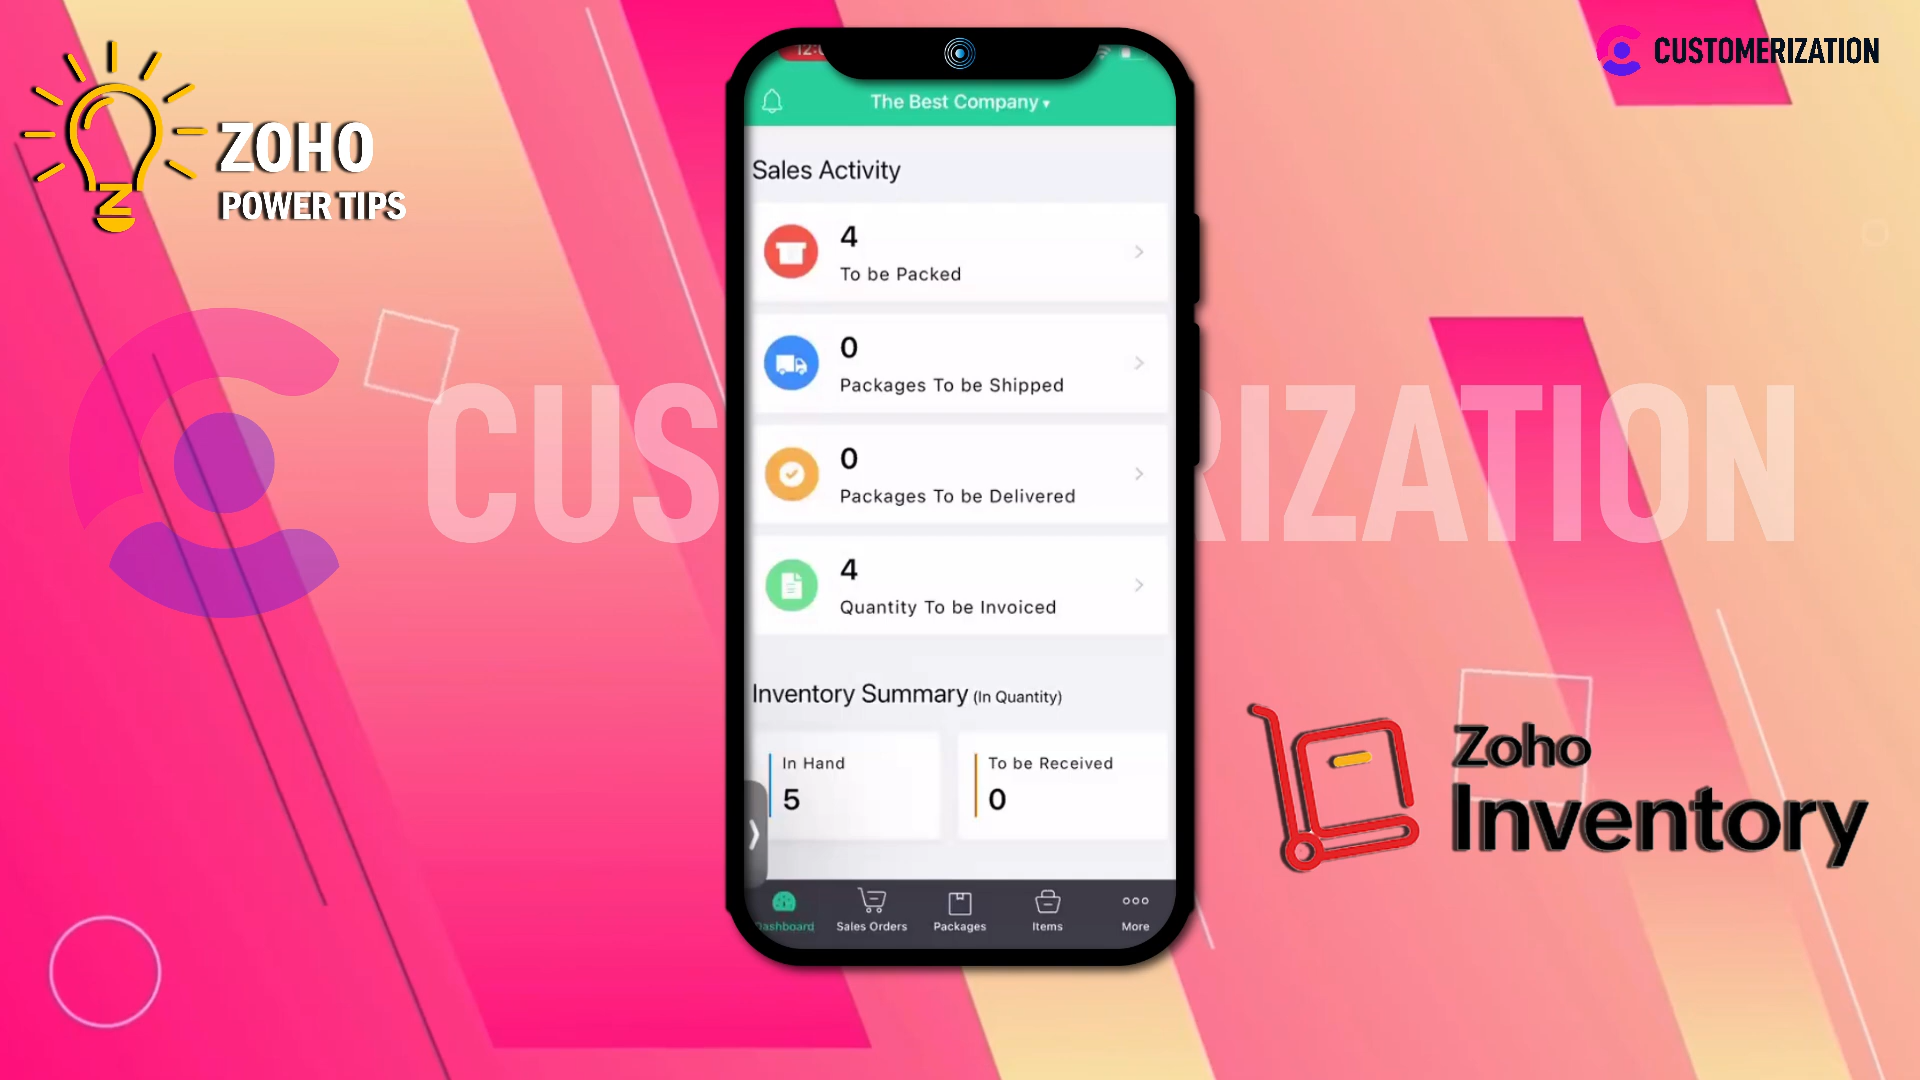 ZOHO
POWER TIPS
CUSTOMERIZATION
The Best Company
Sales Activity
4
To be Packed
0
Packages To be Shipped
0
Packages To be Delivered
4
Quantity To be Invoiced
Inventory Summary (In Quantity)
In Hand
5
To be Received
0
Dashboard
Sales Orders
Packages
Items
More
CUS RIZATION
Zoho
Inventory